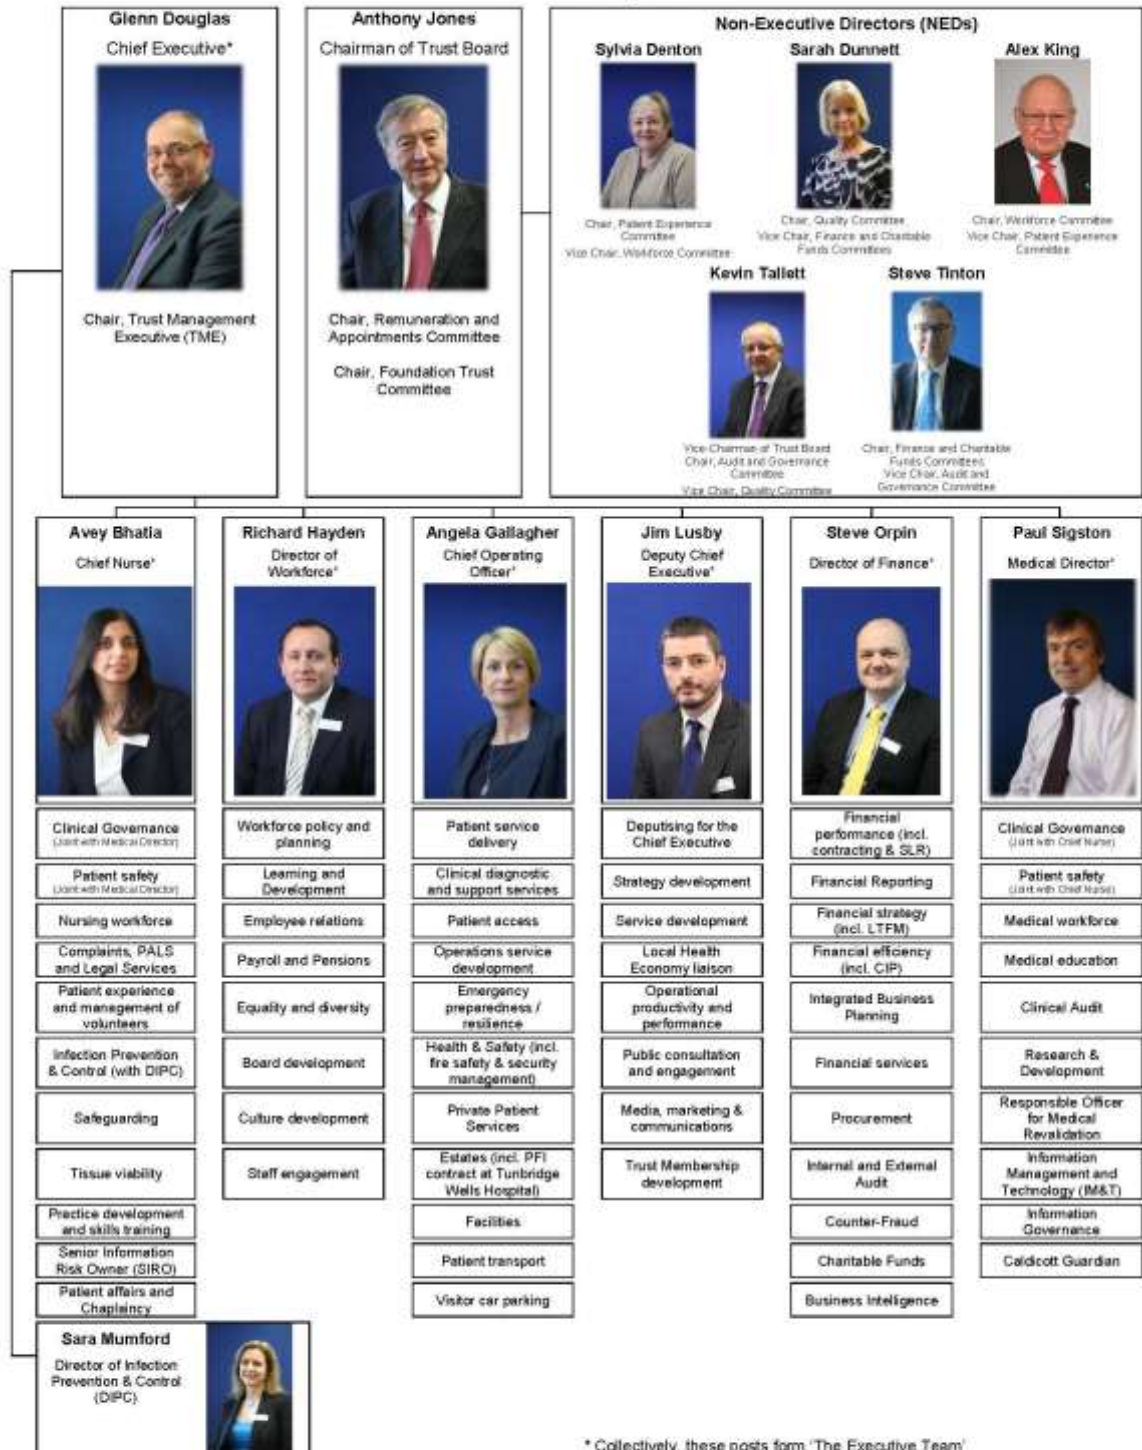 Glenn Douglas
Chief Executive*
Chair, Trust Management
Executive (TME)
Anthony Jones
Chairman of Trust Board
Chair, Remuneration and
Appointments Committee
Chair, Foundation Trust
Committee
Non-Executive Directors (NEDs)
Sylvia Denton
Chair, Patient Experience
Committee
Vice Chair, Workforce Committee
Sarah Dunnett
Chair, Quality Committee
Vice Chair, Finance and Charitable
Funds Committees
Alex King
Chair, Workforce Committee
Vice Chair, Patient Experience
Committee
Kevin Tallett
Vice-Chairman of Trust Board
Chair, Audit and Governance
Committee
Vice Chair, Quality Committee
Steve Tinton
Chair, Finance and Charitable
Funds Committees
Vice Chair, Audit and
Governance Committee
Avey Bhatia
Chief Nurse*
Clinical Governance
(Joint with Medical Director)
Patient safety
(Joint with Medical Director)
Nursing workforce
Complaints, PALS
and Legal Services
Patient experience
and management of
volunteers
Infection Prevention
& Control (with DIPC)
Safeguarding
Tissue viability
Practice development
and skills training
Senior Information
Risk Owner (SIRO)
Patient affairs and
Chaplaincy
Richard Hayden
Director of
Workforce*
Workforce policy and
planning
Learning and
Development
Employee relations
Payroll and Pensions
Equality and diversity
Board development
Culture development
Staff engagement
Angela Gallagher
Chief Operating
Officer*
Patient service
delivery
Clinical diagnostic
and support services
Patient access
Operations service
development
Emergency
preparedness /
resilience
Health & Safety (incl.
fire safety & security
management)
Private Patient
Services
Estates (incl. PFI
contract at Tunbridge
Wells Hospital)
Facilities
Patient transport
Visitor car parking
Jim Lusby
Deputy Chief
Executive*
Deputising for the
Chief Executive
Strategy development
Service development
Local Health
Economy liaison
Operational
productivity and
performance
Public consultation
and engagement
Media, marketing &
communications
Trust Membership
development
Steve Orpin
Director of Finance*
Financial
performance (incl.
contracting & SLR)
Financial Reporting
Financial strategy
(incl. LTFM)
Financial efficiency
(incl. CIP)
Integrated Business
Planning
Financial services
Procurement
Internal and External
Audit
Counter-Fraud
Charitable Funds
Business Intelligence
Paul Sigston
Medical Director*
Clinical Governance
(Joint with Chief Nurse)
Patient safety
(Joint with Chief Nurse)
Medical workforce
Medical education
Clinical Audit
Research &
Development
Responsible Officer
for Medical
Revalidation
Information
Management and
Technology (IM&T)
Information
Governance
Caldicott Guardian
Sara Mumford
Director of Infection
Prevention & Control
(DIPC)
* Collectively, these posts form 'The Executive Team'